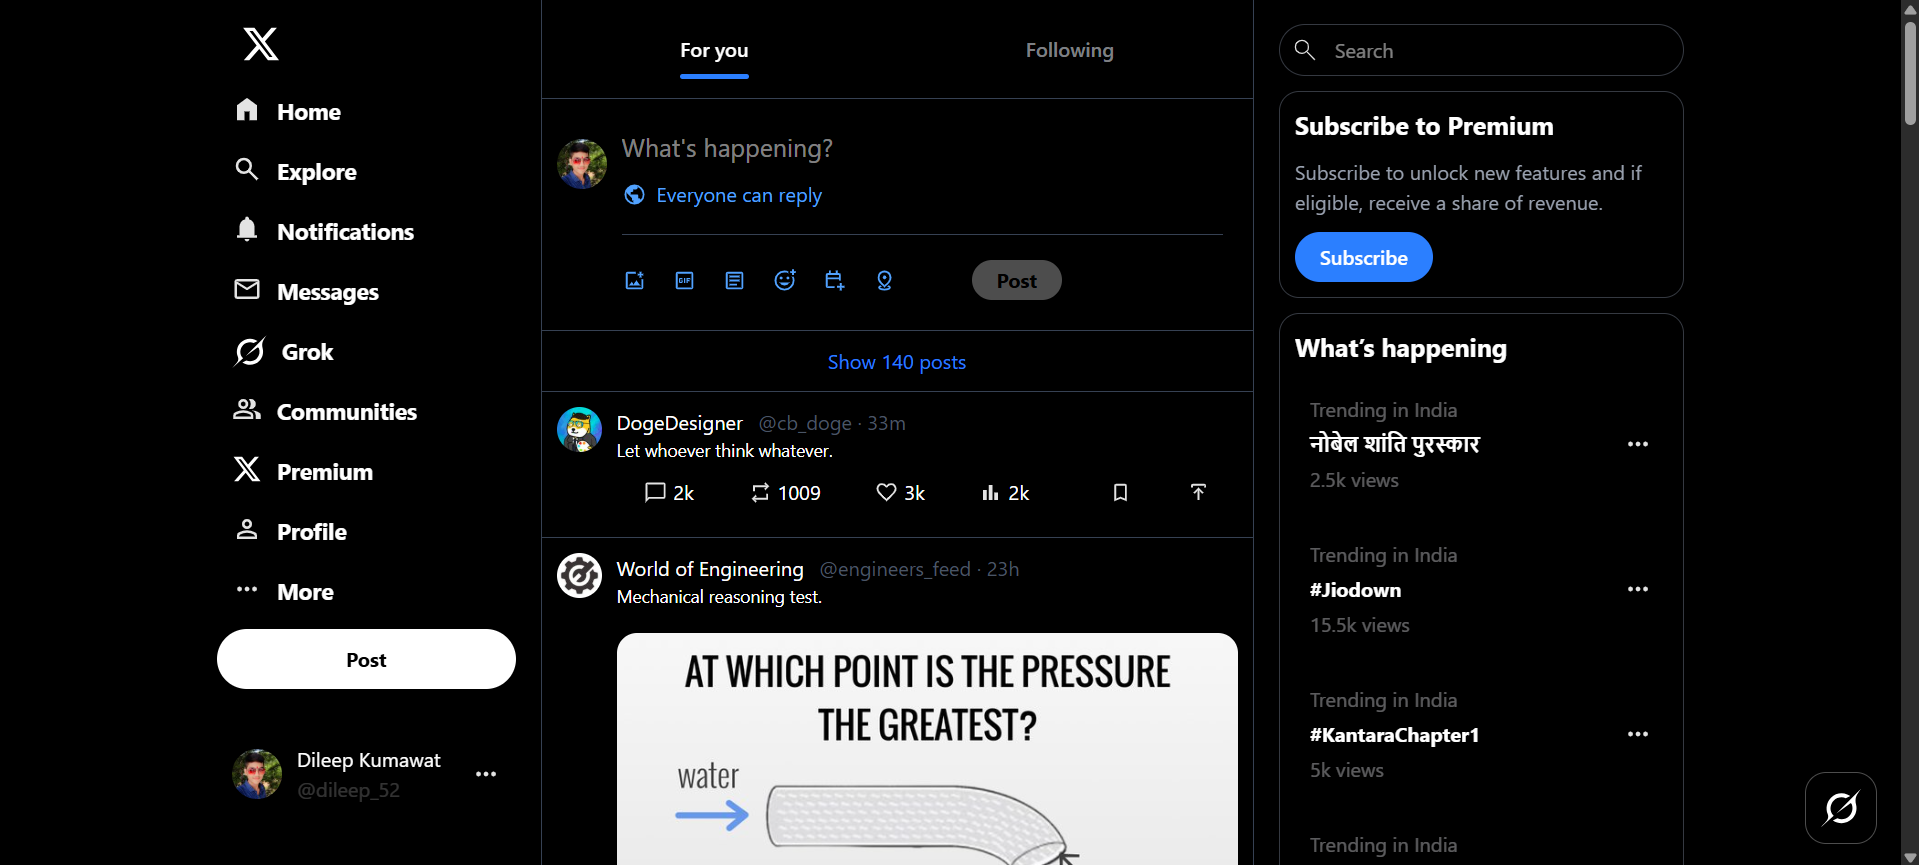 Home
Explore
Notifications
Messages
Grok
Communities
Premium
Profile
More
Post
Dileep Kumawat
@dileep_52
For you
Following
What's happening?
Everyone can reply
GIF
Post
Show 140 posts
DogeDesigner @cb_doge · 33m
Let whoever think whatever.
2k 1009 3k 2k
World of Engineering @engineers_feed · 23h
Mechanical reasoning test.
AT WHICH POINT IS THE PRESSURE
THE GREATEST?
water
Search
Subscribe to Premium
Subscribe to unlock new features and if
eligible, receive a share of revenue.
Subscribe
What’s happening
Trending in India
नोबेल शांति पुरस्कार
2.5k views
Trending in India
#Jiodown
15.5k views
Trending in India
#KantaraChapter1
5k views
Trending in India